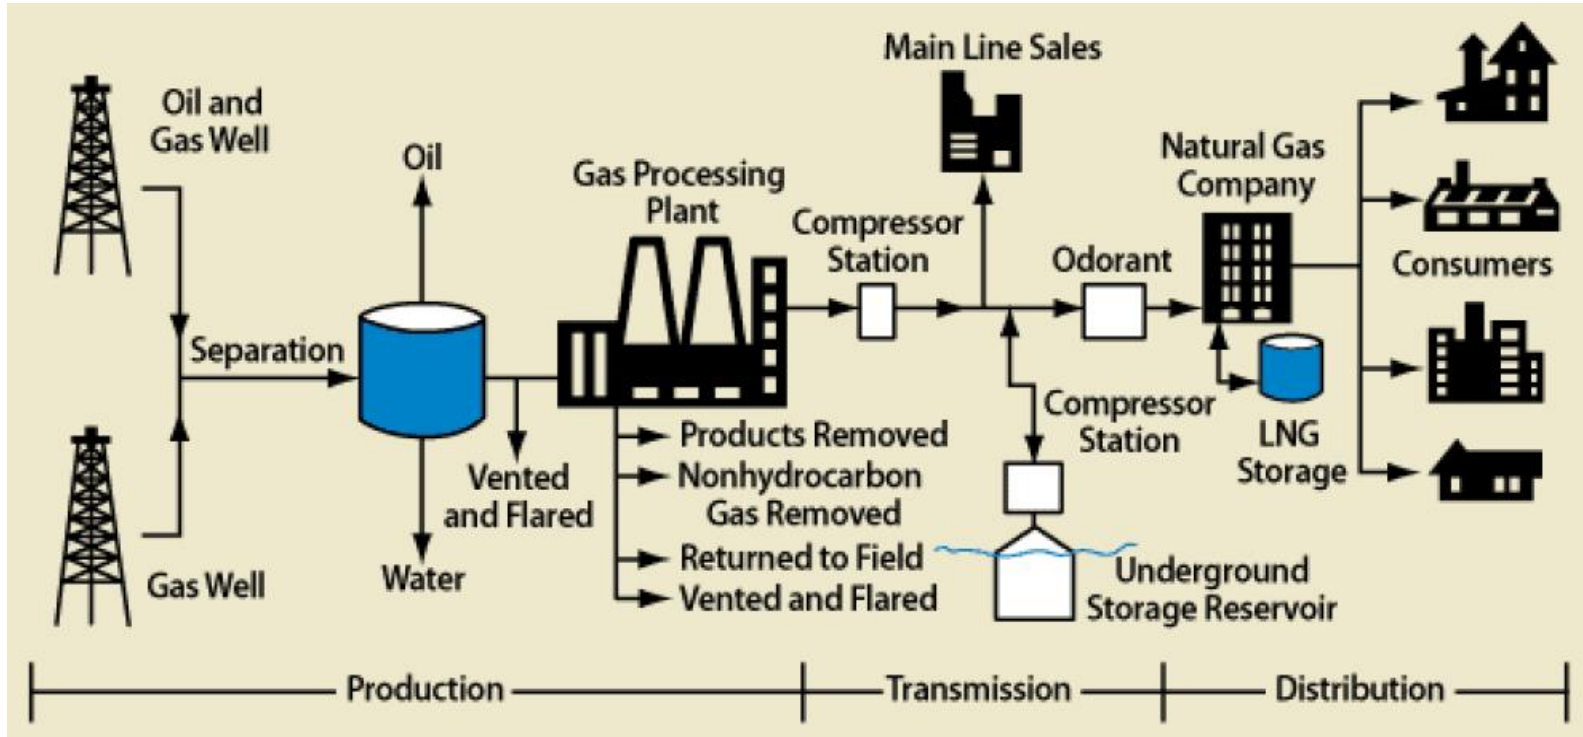 Oil and
Gas Well
Oil
Separation
Gas Well
Water
Vented
and Flared
Gas Processing
Plant
Products Removed
Nonhydrocarbon
Gas Removed
Returned to Field
Vented and Flared
Compressor
Station
Main Line Sales
Odorant
Compressor
Station
Underground
Storage Reservoir
Natural Gas
Company
LNG
Storage
Consumers
Production
Transmission
Distribution